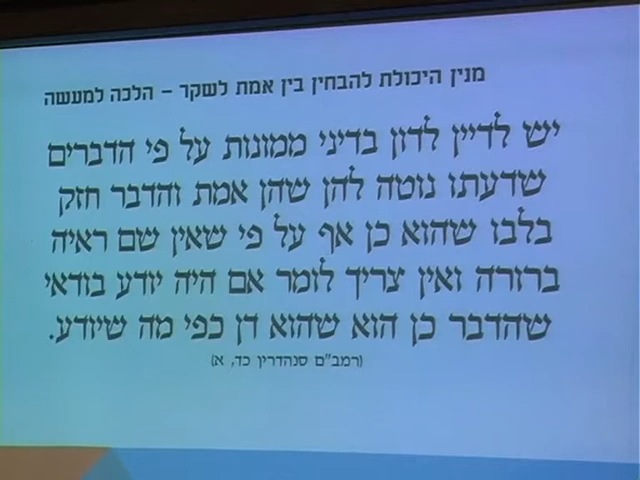 מנין היכולת להבחין בין אמת לשקר – הלכה למעשה
יש לדיין לדון בדיני ממונות על פי הדברים
שדעתו נוטה להן שהן אמת והדבר חזק
בלבו שהוא כן אף על פי שאין שם ראיה
ברורה ואין צריך לומר אם היה יודע בודאי
שהדבר כן הוא שהוא דן כפי מה שיודע.
(רמב"ם סנהדרין כד, א)